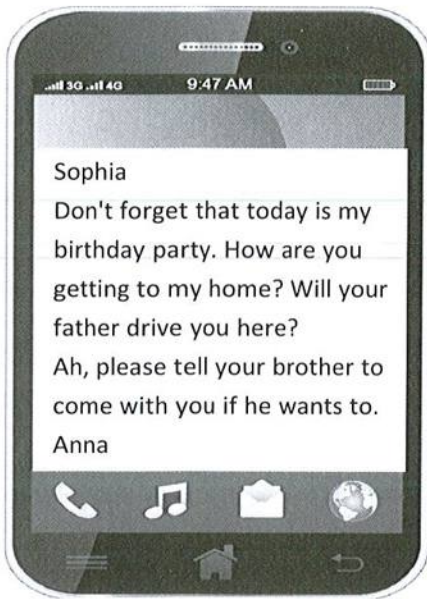 3G 4G 9:47 AM
Sophia
Don't forget that today is my
birthday party. How are you
getting to my home? Will your
father drive you here?
Ah, please tell your brother to
come with you if he wants to.
Anna